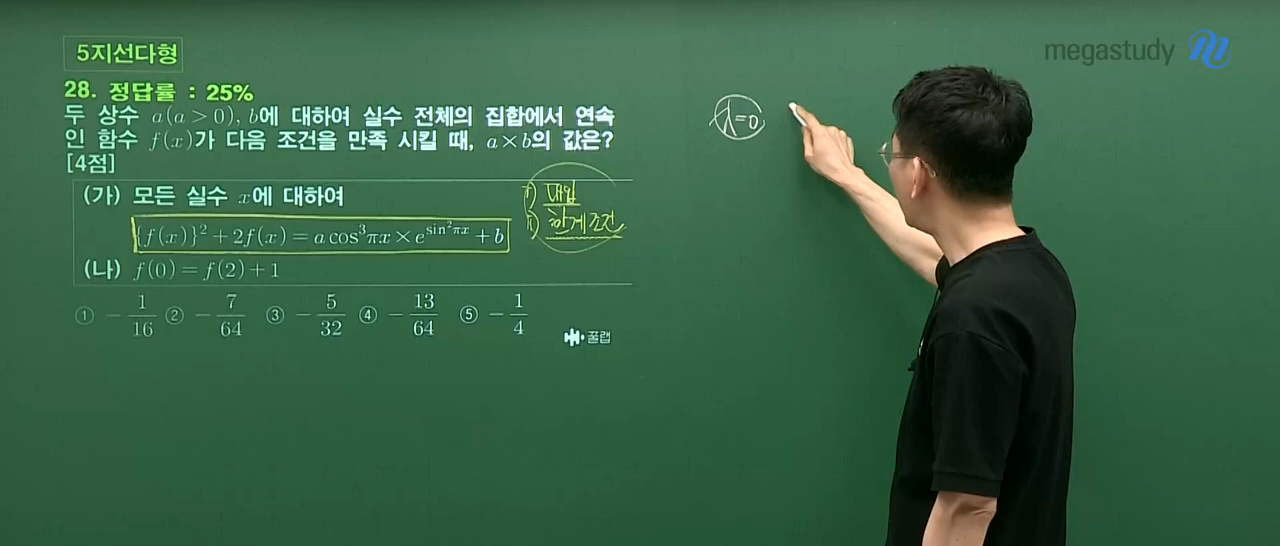 5지선다형
megastudy
28. 정답률 : 25%
두 상수 a(a > 0), b에 대하여 실수 전체의 집합에서 연속
인 함수 f(x)가 다음 조건을 만족 시킬 때, a×b의 값은?
[4점]
(가) 모든 실수 x에 대하여
{f(x)}² + 2f(x) = a cos³πx × e^{sin²πx} + b
(나) f(0) = f(2) + 1
① -1/16 ② -7/64 ③ -5/32 ④ -13/64 ⑤ -1/4
꿀랩
i) 대입
ii) 한계조건
x=0